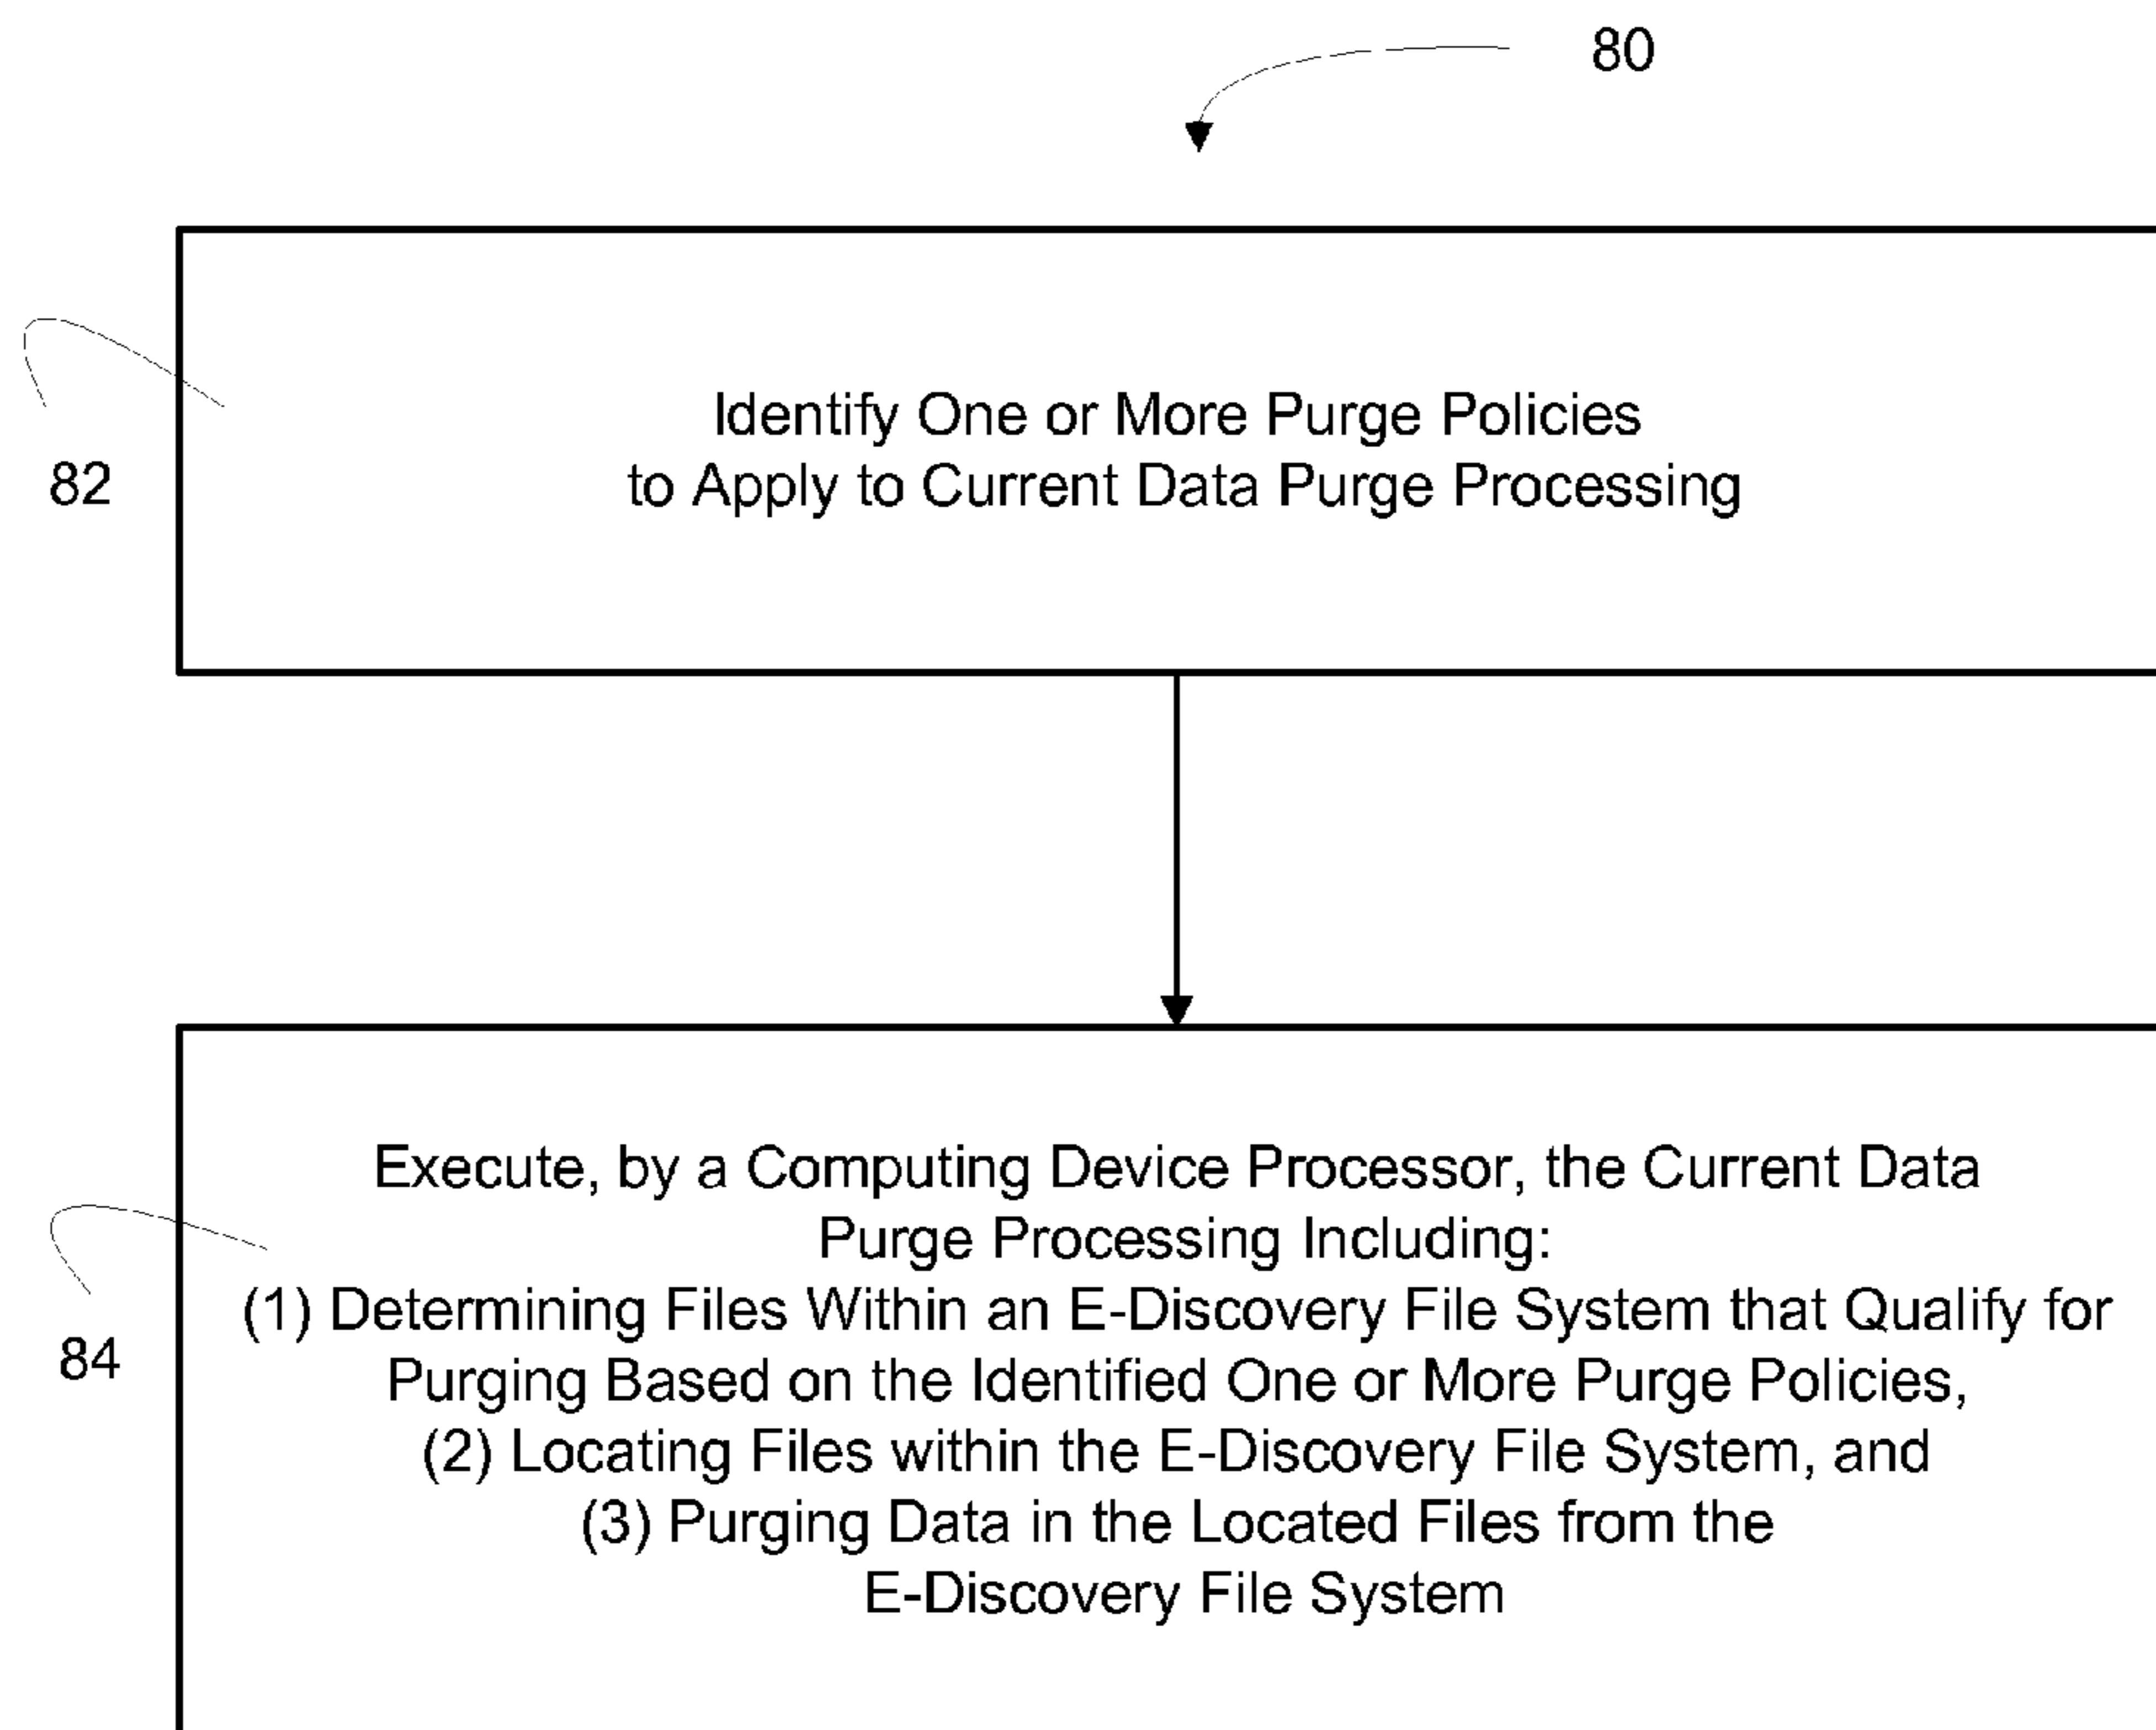 80
Identify One or More Purge Policies
to Apply to Current Data Purge Processing
82
Execute, by a Computing Device Processor, the Current Data
Purge Processing Including:
(1) Determining Files Within an E-Discovery File System that Qualify for
Purging Based on the Identified One or More Purge Policies,
(2) Locating Files within the E-Discovery File System, and
(3) Purging Data in the Located Files from the
E-Discovery File System
84